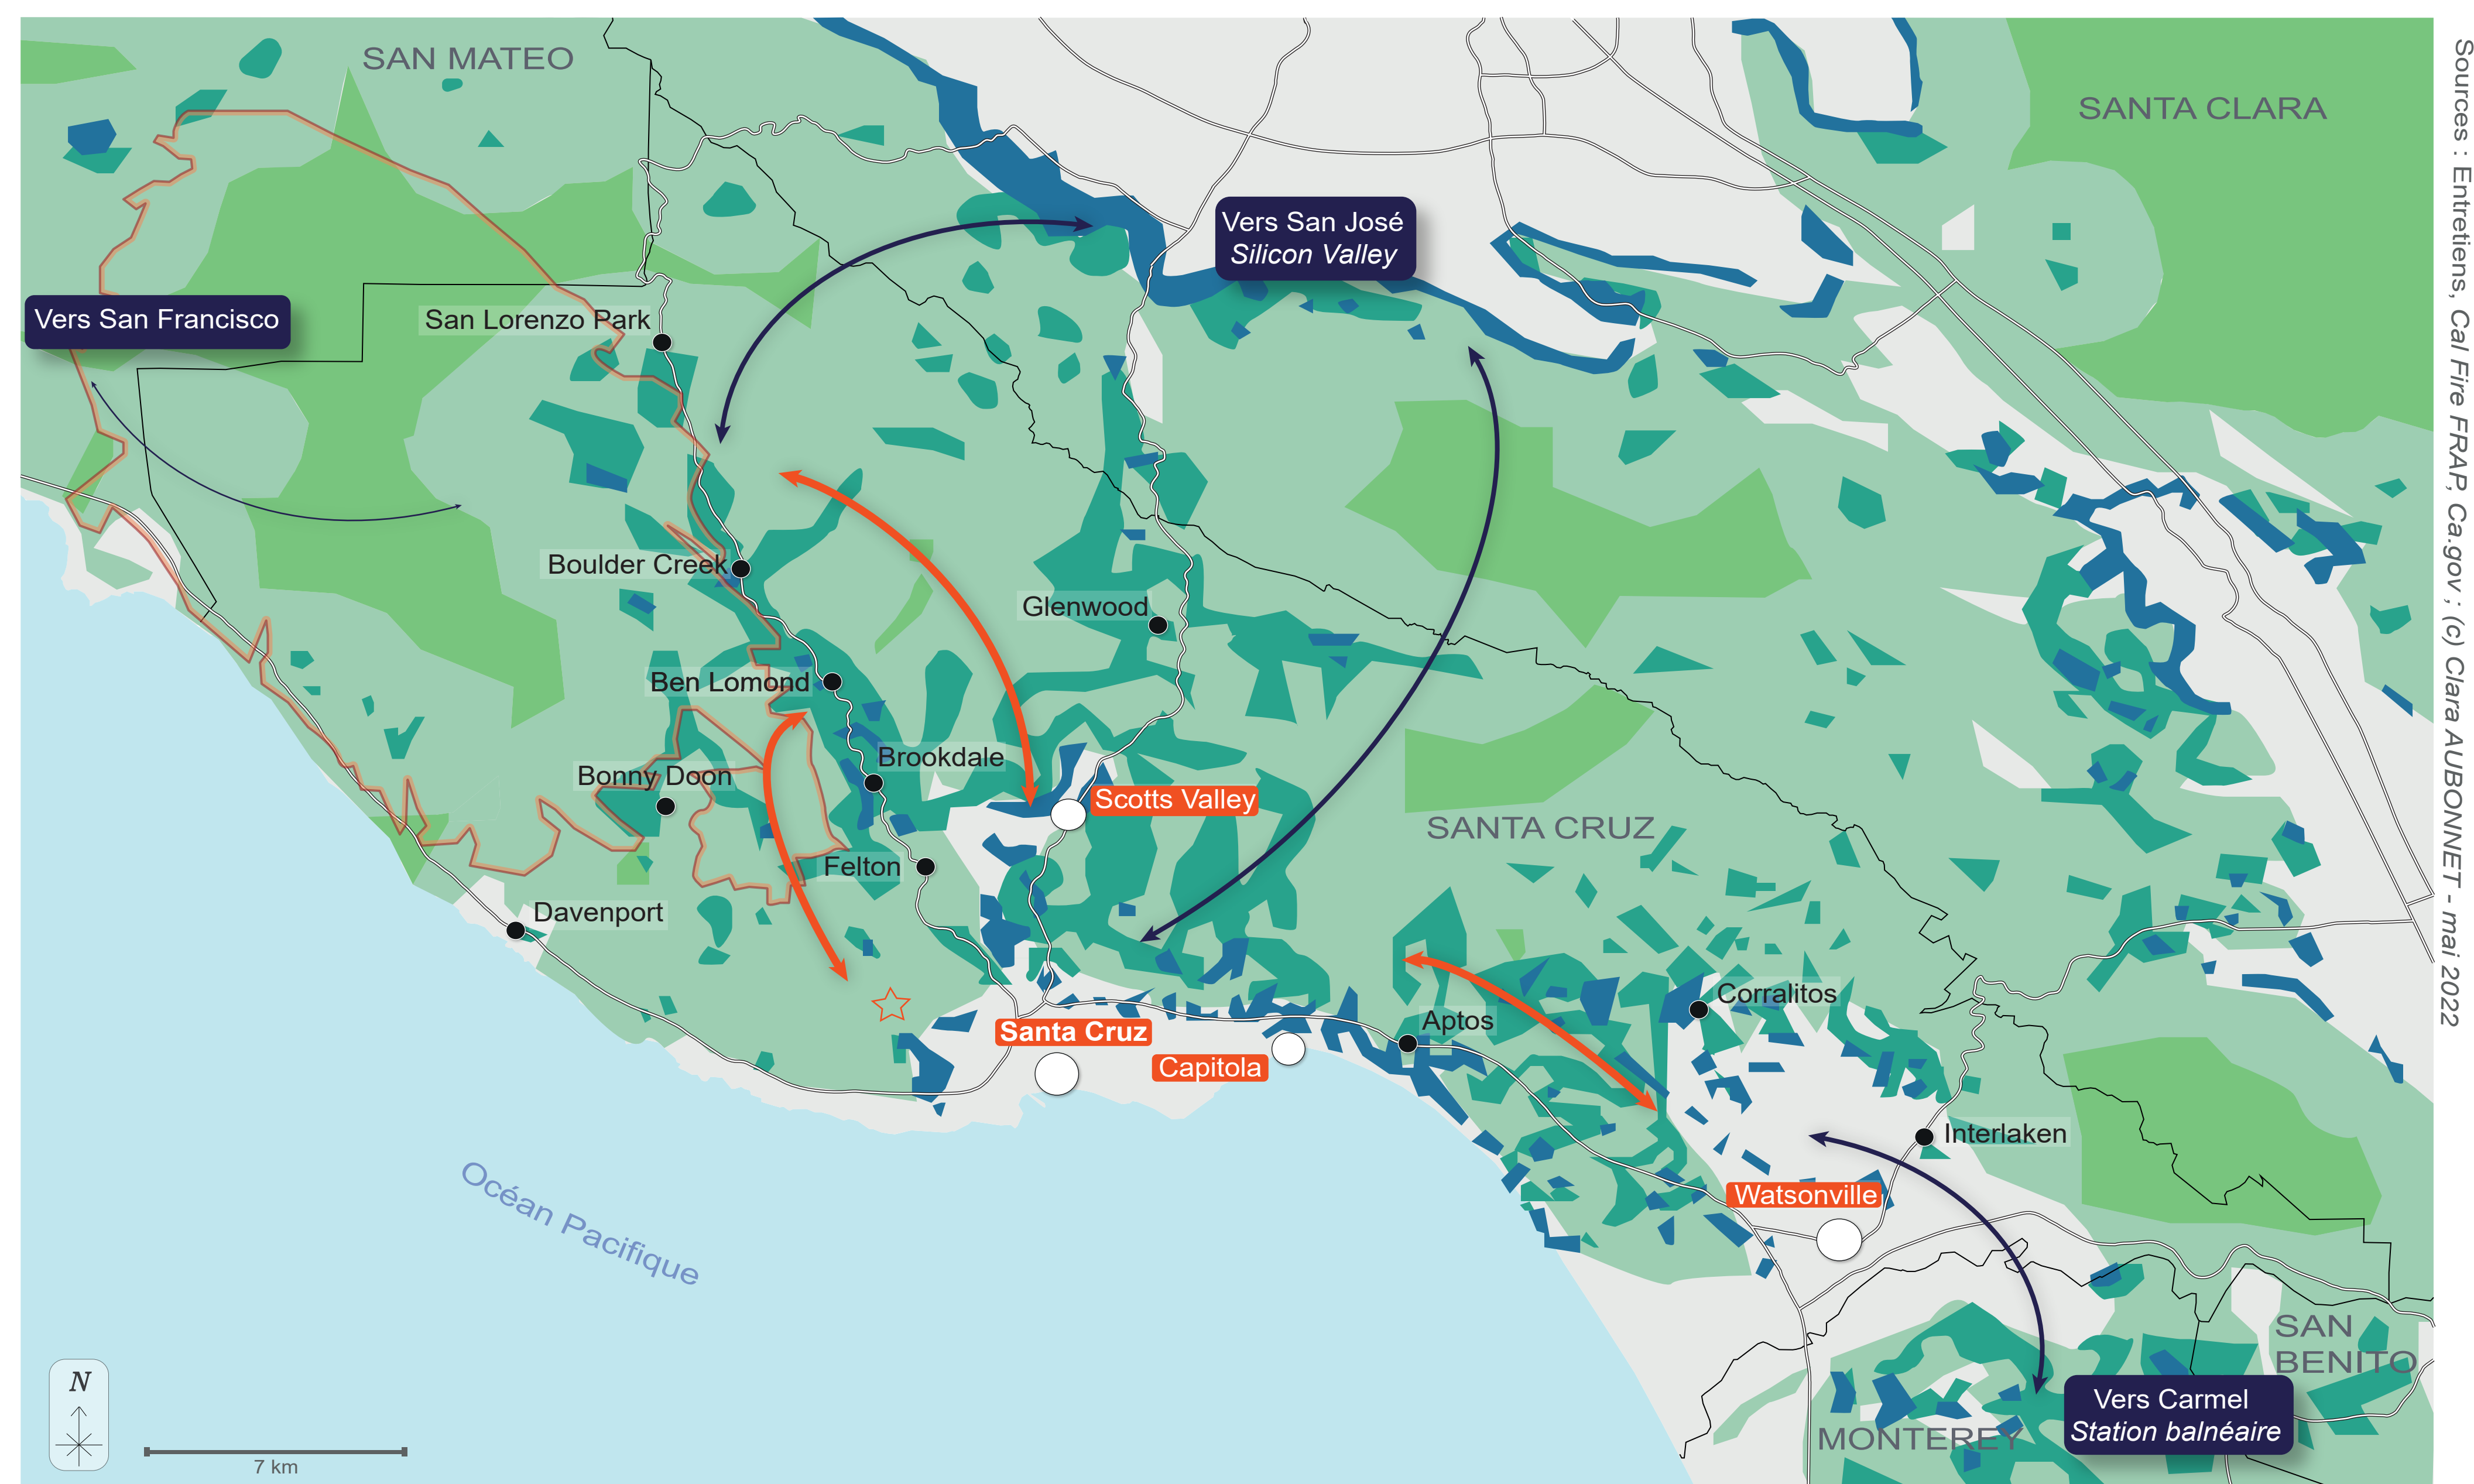 SAN MATEO
SANTA CLARA
Vers San José
Silicon Valley
Vers San Francisco
San Lorenzo Park
Boulder Creek
Glenwood
Ben Lomond
Brookdale
Bonny Doon
Scotts Valley
SANTA CRUZ
Felton
Davenport
Corralitos
Aptos
Santa Cruz
Capitola
Interlaken
Watsonville
Océan Pacifique
SAN
BENITO
Vers Carmel
Station balnéaire
MONTEREY
N
7 km
Sources : Entretiens, Cal Fire FRAP, Ca.gov ; (c) Clara AUBONNET - mai 2022